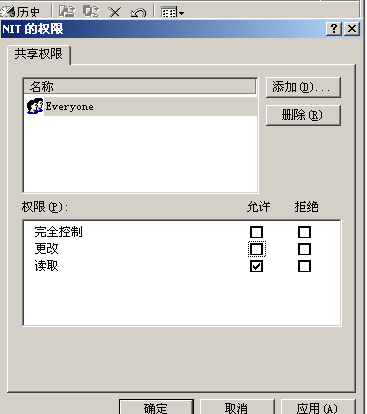 历史
NIT 的权限
共享权限
名称
添加(D)...
Everyone
删除(R)
权限(P):
允许
拒绝
完全控制
更改
读取
确定
取消
应用(A)